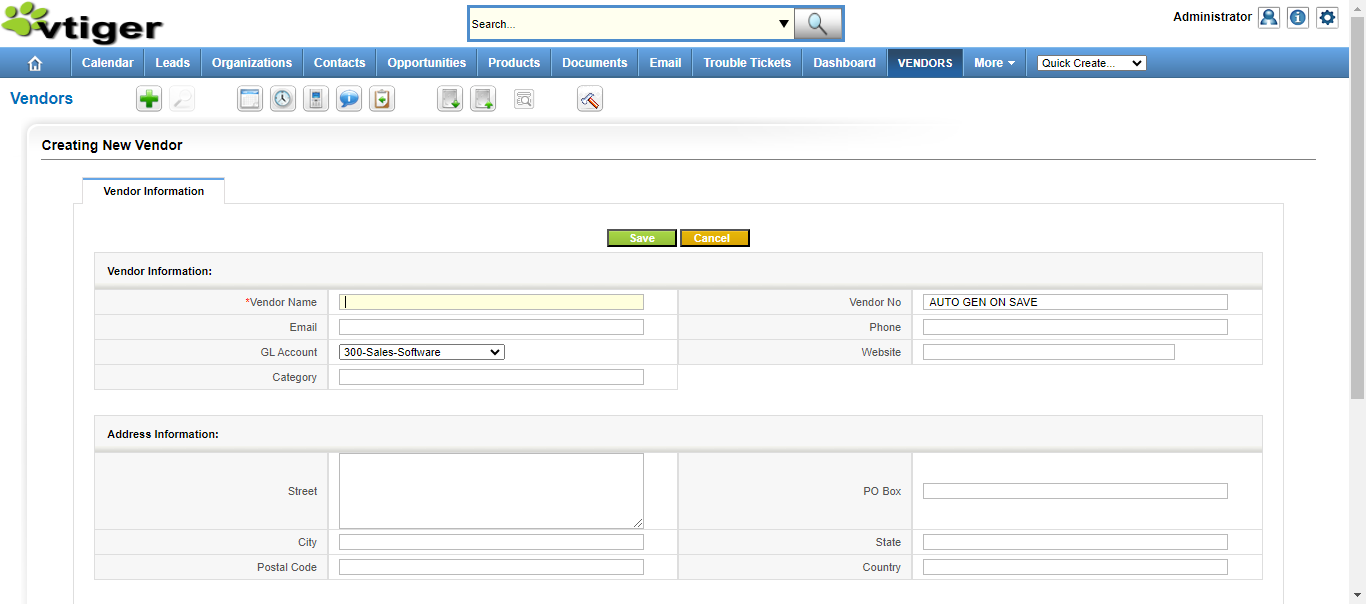 vtiger
Search...
Administrator
Calendar Leads Organizations Contacts Opportunities Products Documents Email Trouble Tickets Dashboard VENDORS More Quick Create...
Vendors
Creating New Vendor
Vendor Information
Save Cancel
Vendor Information:
*Vendor Name Vendor No AUTO GEN ON SAVE
Email Phone
GL Account 300-Sales-Software Website
Category
Address Information:
Street PO Box
City State
Postal Code Country